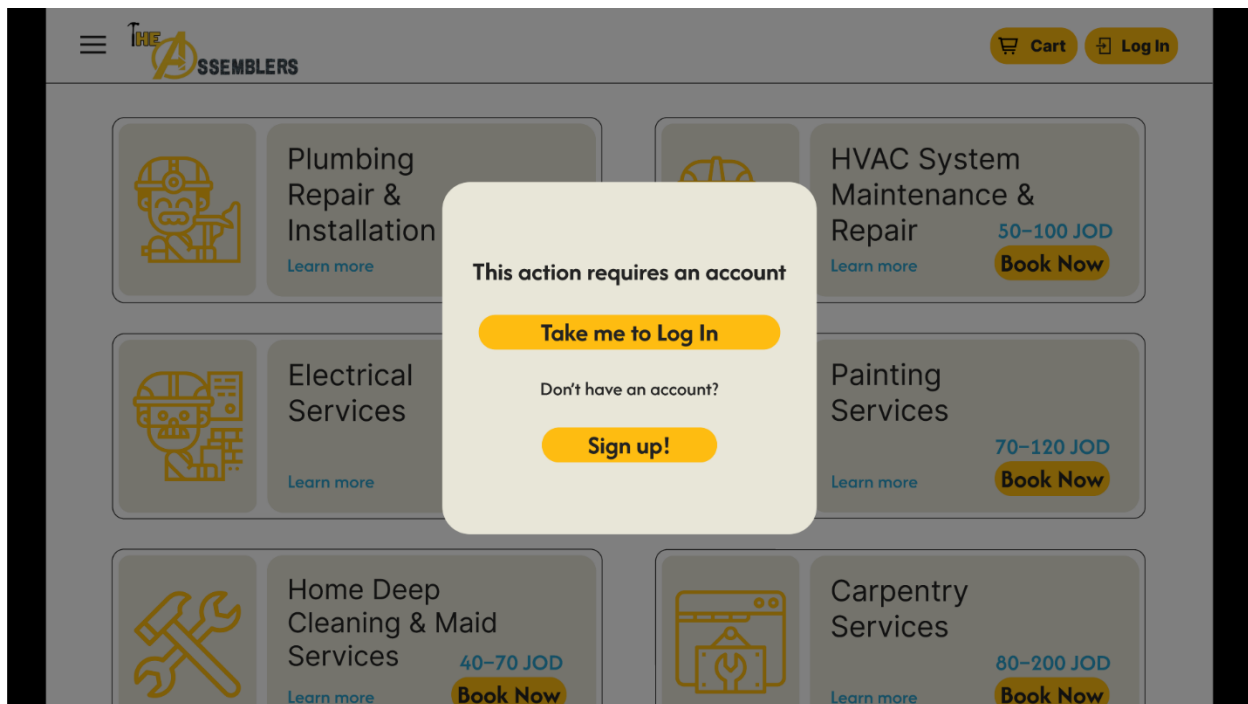 THE
ASSEMBLERS
Cart
Log In
Plumbing
Repair &
Installation
Learn more
HVAC System
Maintenance &
Repair
50–100 JOD
Learn more
Book Now
This action requires an account
Take me to Log In
Don't have an account?
Sign up!
Electrical
Services
Learn more
Painting
Services
70–120 JOD
Learn more
Book Now
Home Deep
Cleaning & Maid
Services
40–70 JOD
Learn more
Book Now
Carpentry
Services
80–200 JOD
Learn more
Book Now